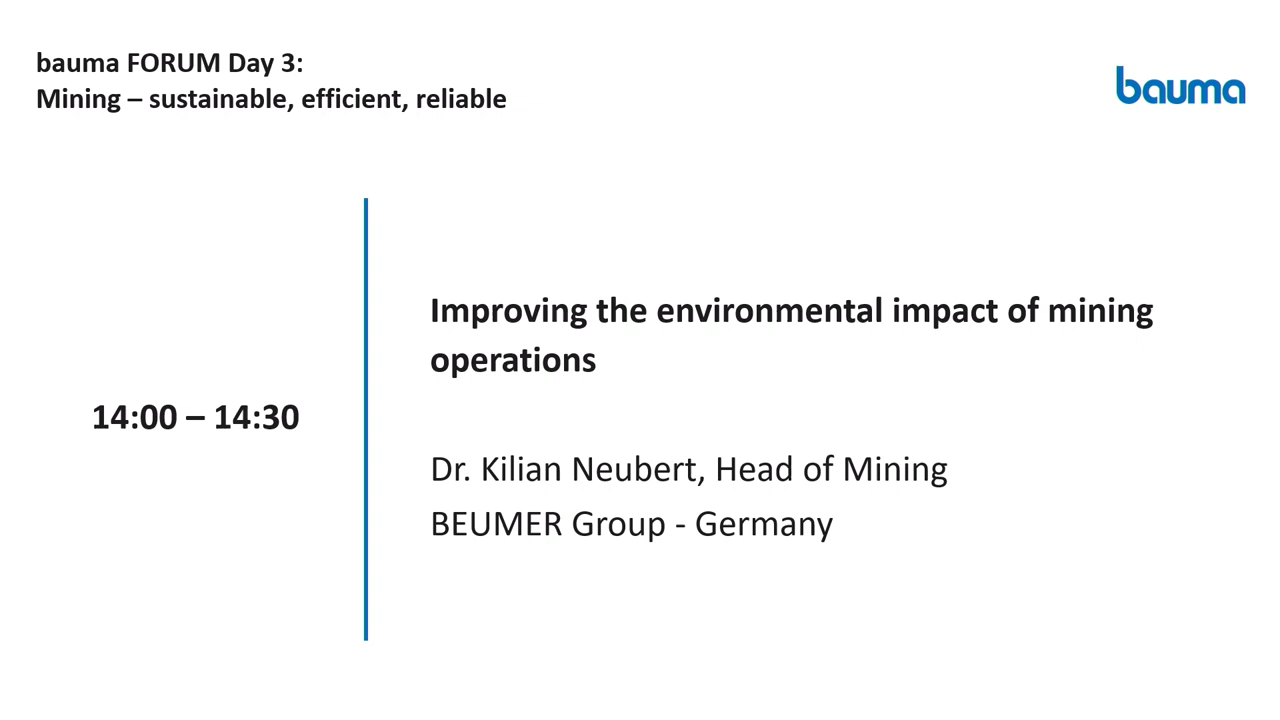 bauma FORUM Day 3:
Mining – sustainable, efficient, reliable
bauma
14:00 – 14:30
Improving the environmental impact of mining
operations
Dr. Kilian Neubert, Head of Mining
BEUMER Group - Germany